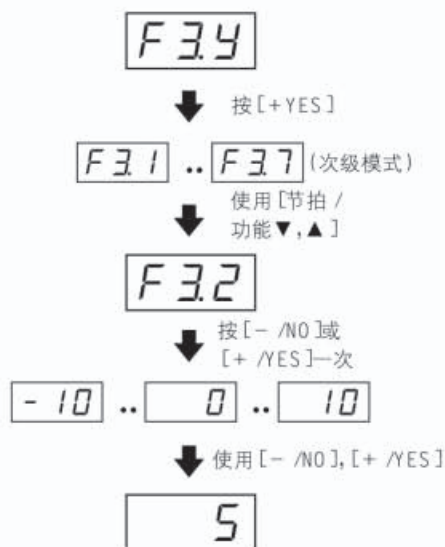 F 3.Y
按[+YES]
F 3.1 .. F 3.7 (次级模式)
使用[节拍 /
功能▼,▲ ]
F 3.2
按[- /NO]或
[+ /YES]一次
-10 .. 0 .. 10
使用[- /NO],[+ /YES]
5